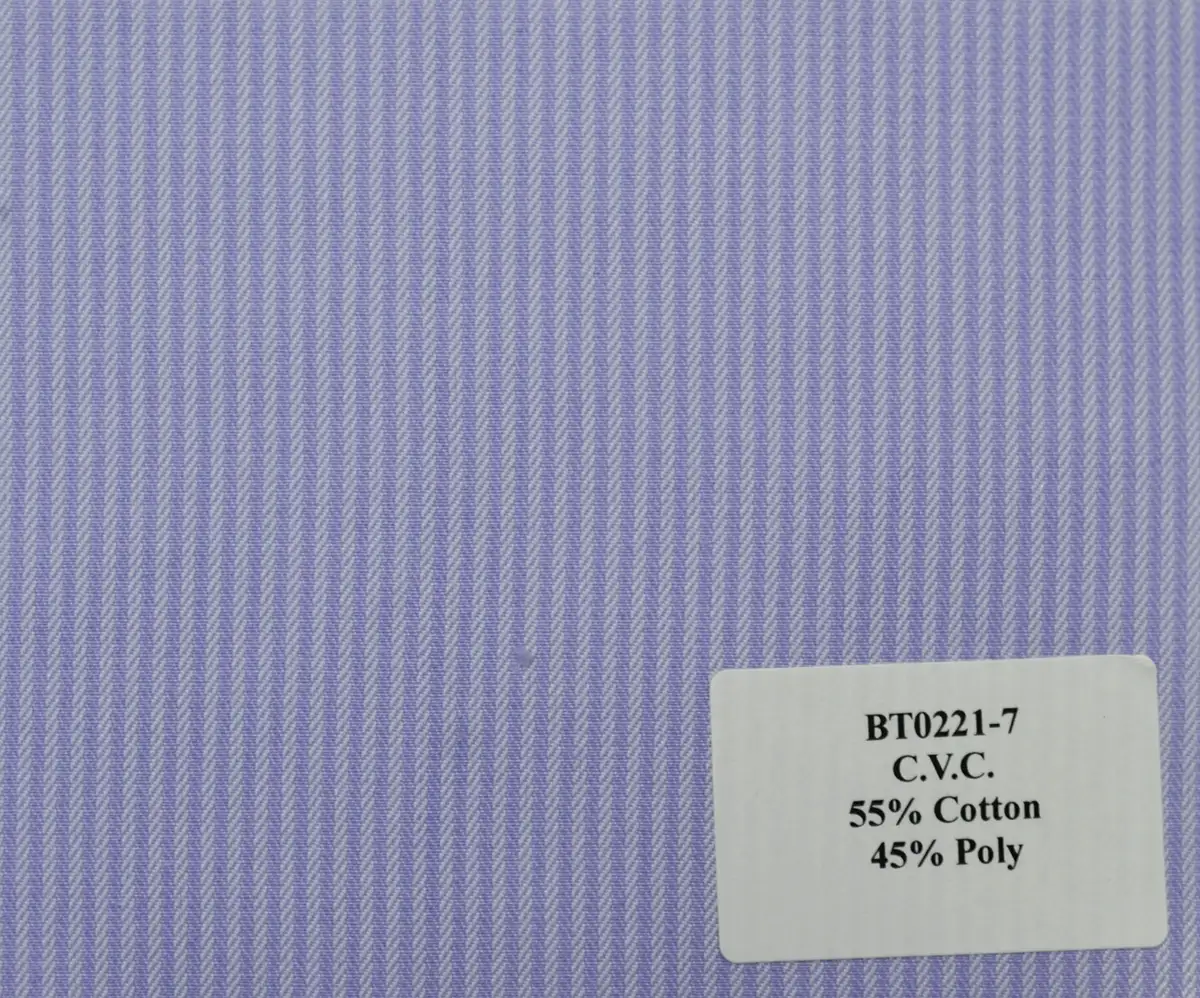 BT0221-7
C.V.C.
55% Cotton
45% Poly